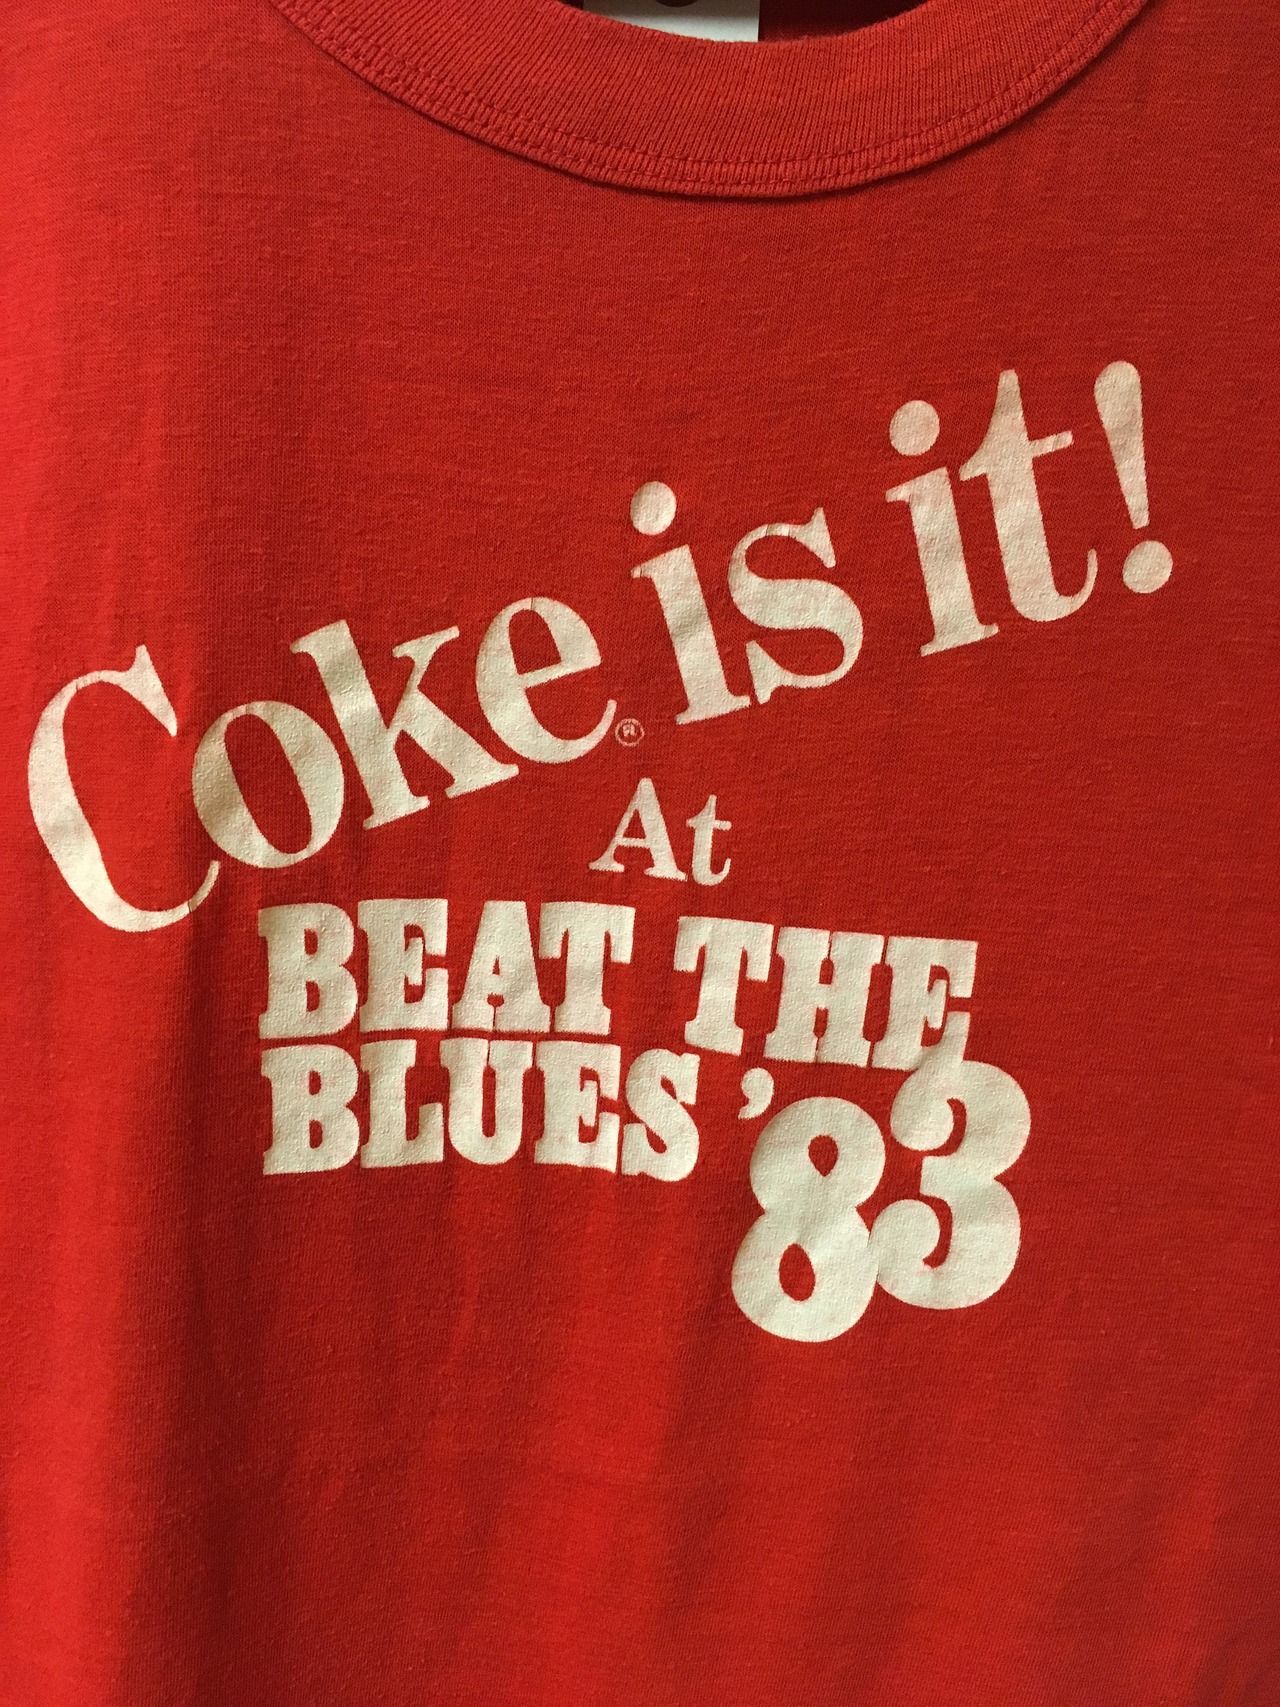 Coke® is it!
At
BEAT THE
BLUES '83